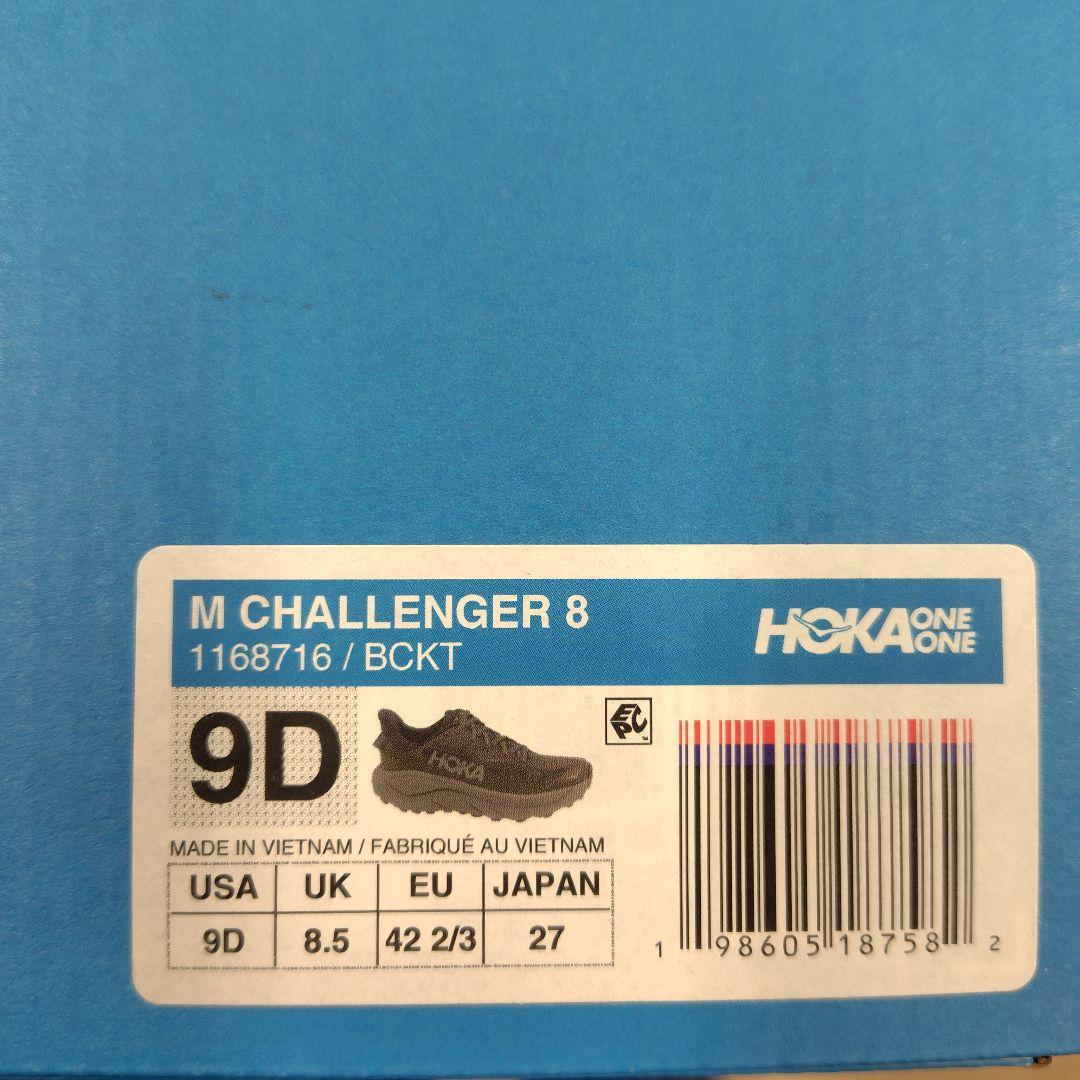 M CHALLENGER 8
1168716 / BCKT
HOKA ONE ONE
9D
HOKA
EPC
MADE IN VIETNAM / FABRIQUÉ AU VIETNAM
USA UK EU JAPAN
9D 8.5 42 2/3 27
1 98605 18758 2